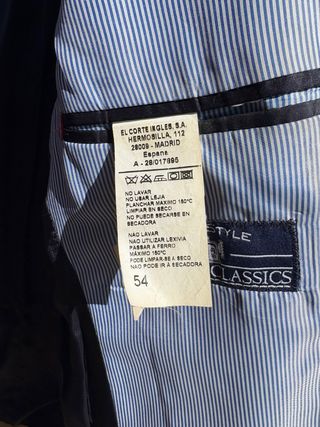 EL CORTE INGLES, S.A.
HERMOSILLA, 112
28009 - MADRID
Espana
A - 28/017895
NO LAVAR
NO USAR LEJA
PLANCHAR MAXIMO 150°C
LIMPIAR EN SECO
NO PUEDE SECARSE EN
SECADORA
NÃO LAVAR
NÃO UTILIZAR LEXIVIA
PASSAR A FERRO
MÁXIMO 150°C
PODE LIMPAR-SE A SECO
NÃO PODE IR À SECADORA
54
STYLE
CLASSICS